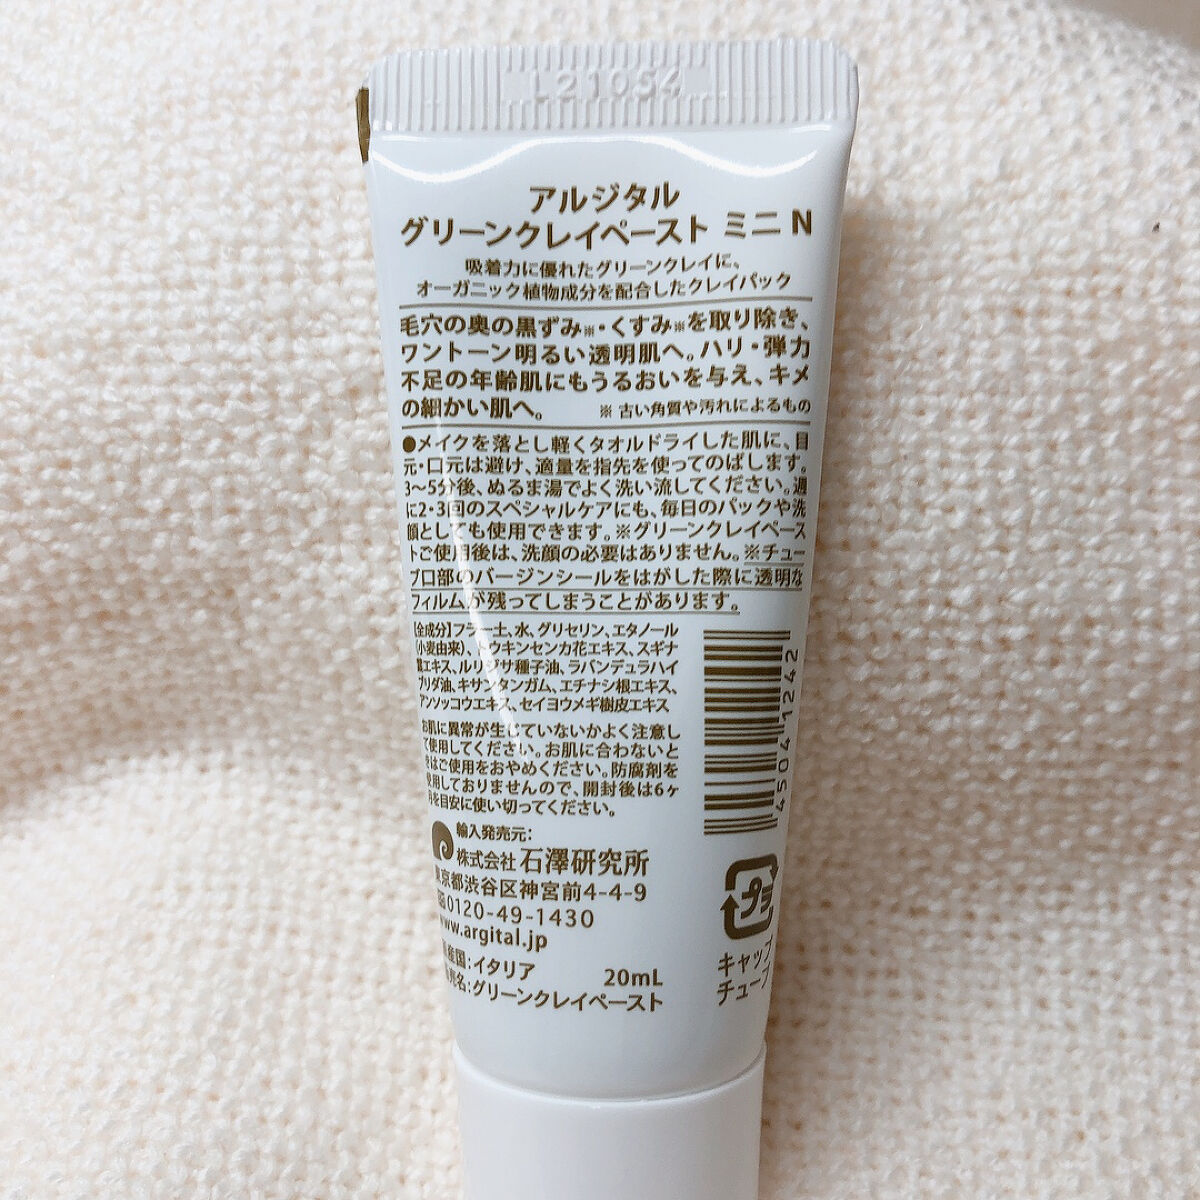 L21054
アルジタル
グリーンクレイペースト ミニ N
吸着力に優れたグリーンクレイに、
オーガニック植物成分を配合したクレイパック
毛穴の奥の黒ずみ※・くすみ※を取り除き、
ワントーン明るい透明肌へ。ハリ・弾力
不足の年齢肌にもうるおいを与え、キメ
の細かい肌へ。 ※ 古い角質や汚れによるもの
●メイクを落とし軽くタオルドライした肌に、目
元・口元は避け、適量を指先を使ってのばします。
3〜5分後、ぬるま湯でよく洗い流してください。週
に2・3回のスペシャルケアにも、毎日のパックや洗
顔としても使用できます。※グリーンクレイペース
トご使用後は、洗顔の必要はありません。※チュー
ブ口部のバージンシールをはがした際に透明な
フィルムが残ってしまうことがあります。
【全成分】フラー土、水、グリセリン、エタノール
(小麦由来)、トウキンセンカ花エキス、スギナ
エキス、ルリジサ種子油、ラバンデュラハイ
ブリダ油、キサンタンガム、エチナシ根エキス、
アンソッコウエキス、セイヨウメギ樹皮エキス
お肌に異常が生じていないかよく注意し
て使用してください。お肌に合わないと
きはご使用をおやめください。防腐剤を
使用しておりませんので、開封後は6ヶ
月を目安に使い切ってください。
輸入発売元:
株式会社 石澤研究所
東京都渋谷区神宮前4-4-9
0120-49-1430
www.argital.jp
原産国:イタリア 20mL
販売名:グリーンクレイペースト
4504124
プラ
キャップ
チューブ